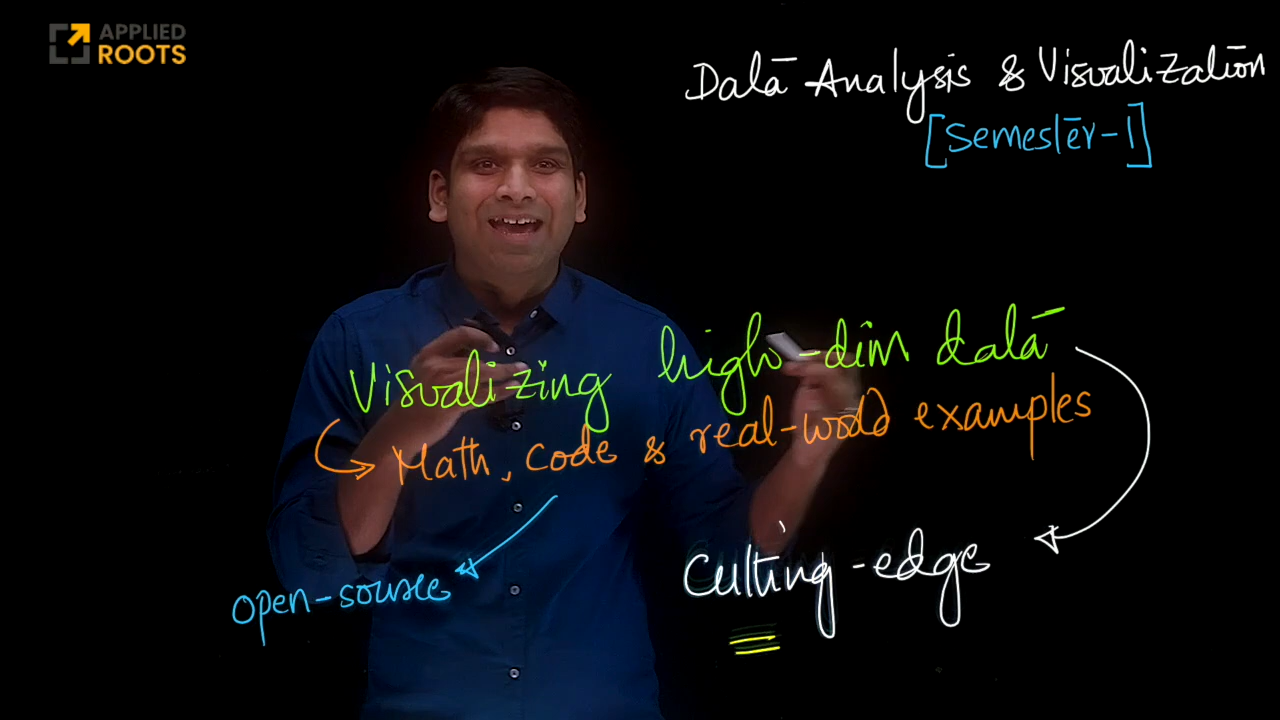 APPLIED
ROOTS
Data Analysis & Visualization
[Semester-1]
Visualizing high-dim data
Math, code & real-world examples
open-source
Cutting-edge